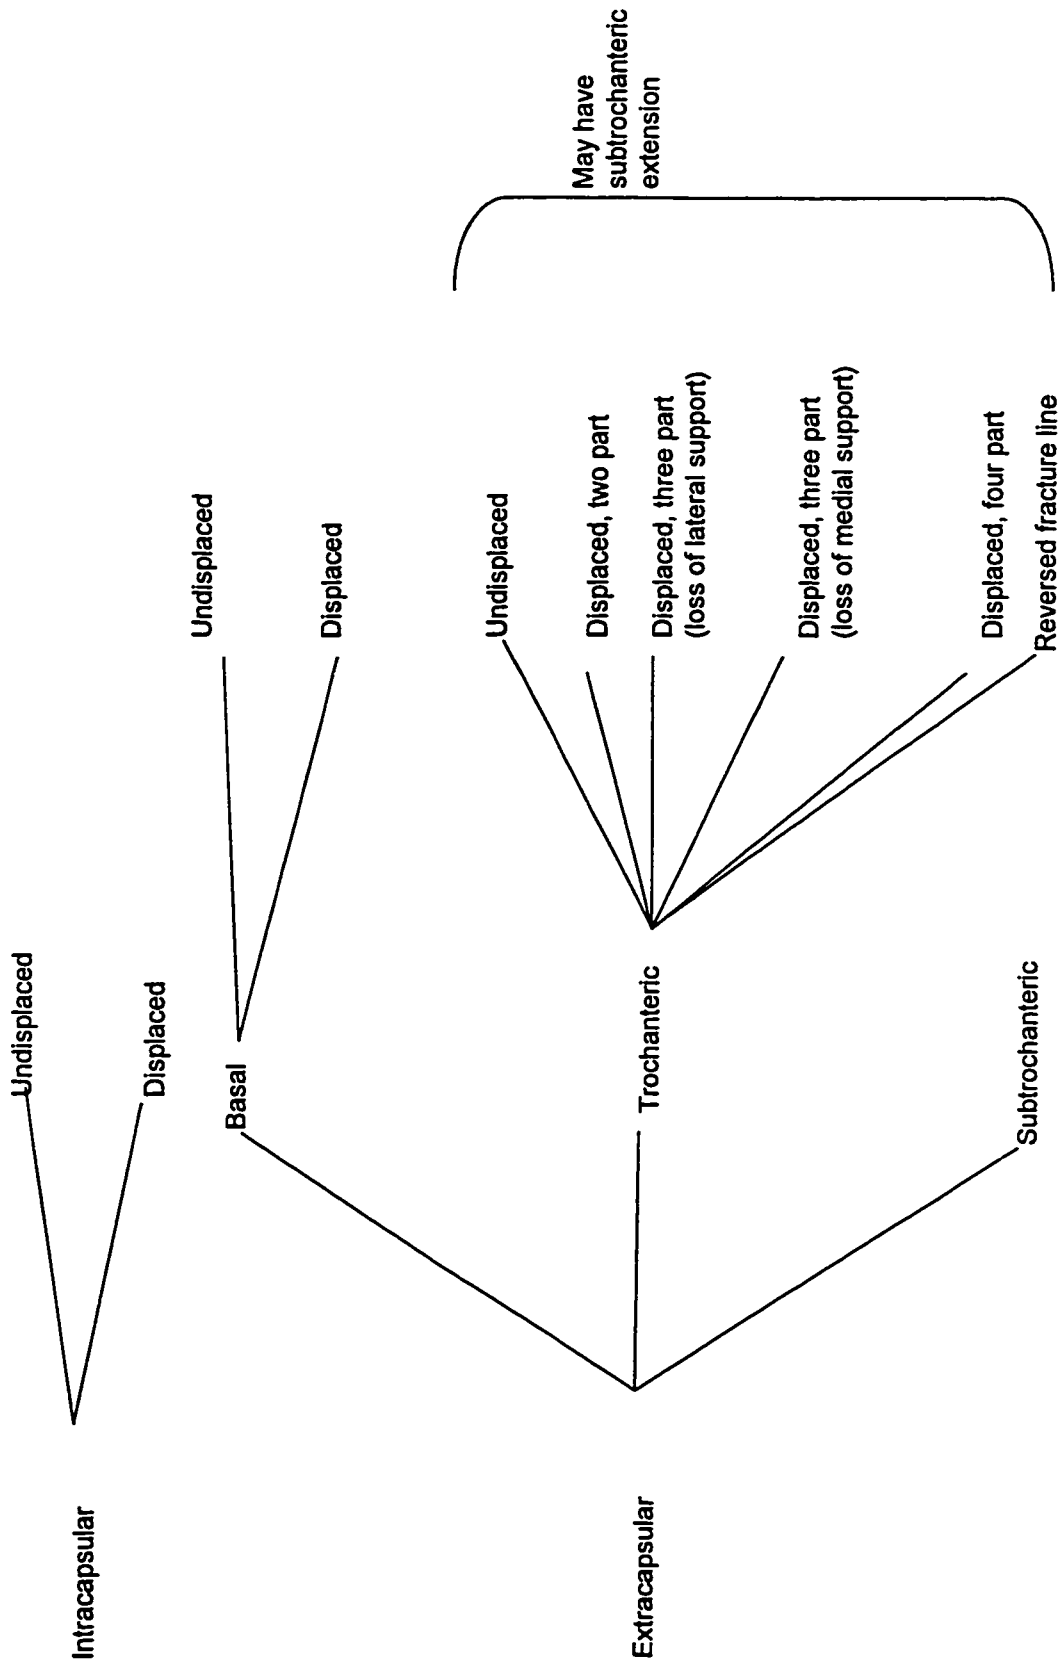 Intracapsular
Undisplaced
Displaced
Extracapsular
Basal
Undisplaced
Displaced
Trochanteric
Undisplaced
Displaced, two part
Displaced, three part
(loss of lateral support)
Displaced, three part
(loss of medial support)
Displaced, four part
Reversed fracture line
May have
subtrochanteric
extension
Subtrochanteric